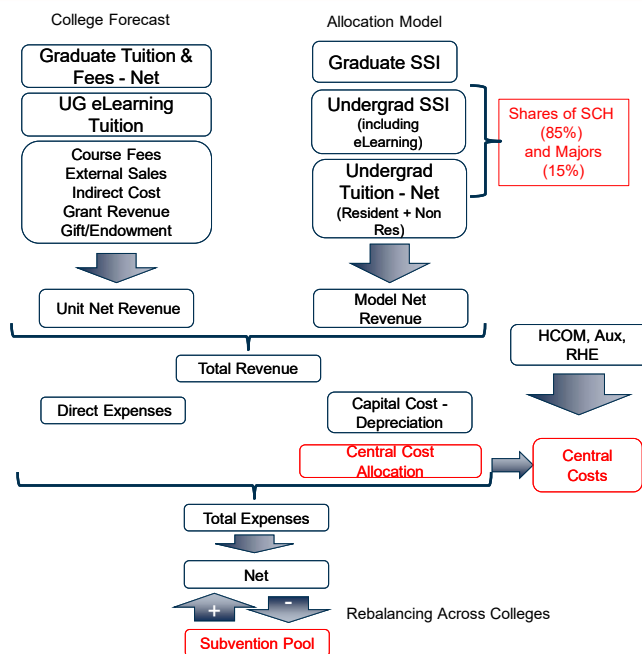 College Forecast
Allocation Model
Graduate Tuition &
Fees - Net
UG eLearning
Tuition
Course Fees
External Sales
Indirect Cost
Grant Revenue
Gift/Endowment
Graduate SSI
Undergrad SSI
(including
eLearning)
Undergrad
Tuition - Net
(Resident + Non
Res)
Shares of SCH
(85%)
and Majors
(15%)
Unit Net Revenue
Model Net
Revenue
HCOM, Aux,
RHE
Total Revenue
Direct Expenses
Capital Cost -
Depreciation
Central Cost
Allocation
Central
Costs
Total Expenses
Net
+
-
Rebalancing Across Colleges
Subvention Pool